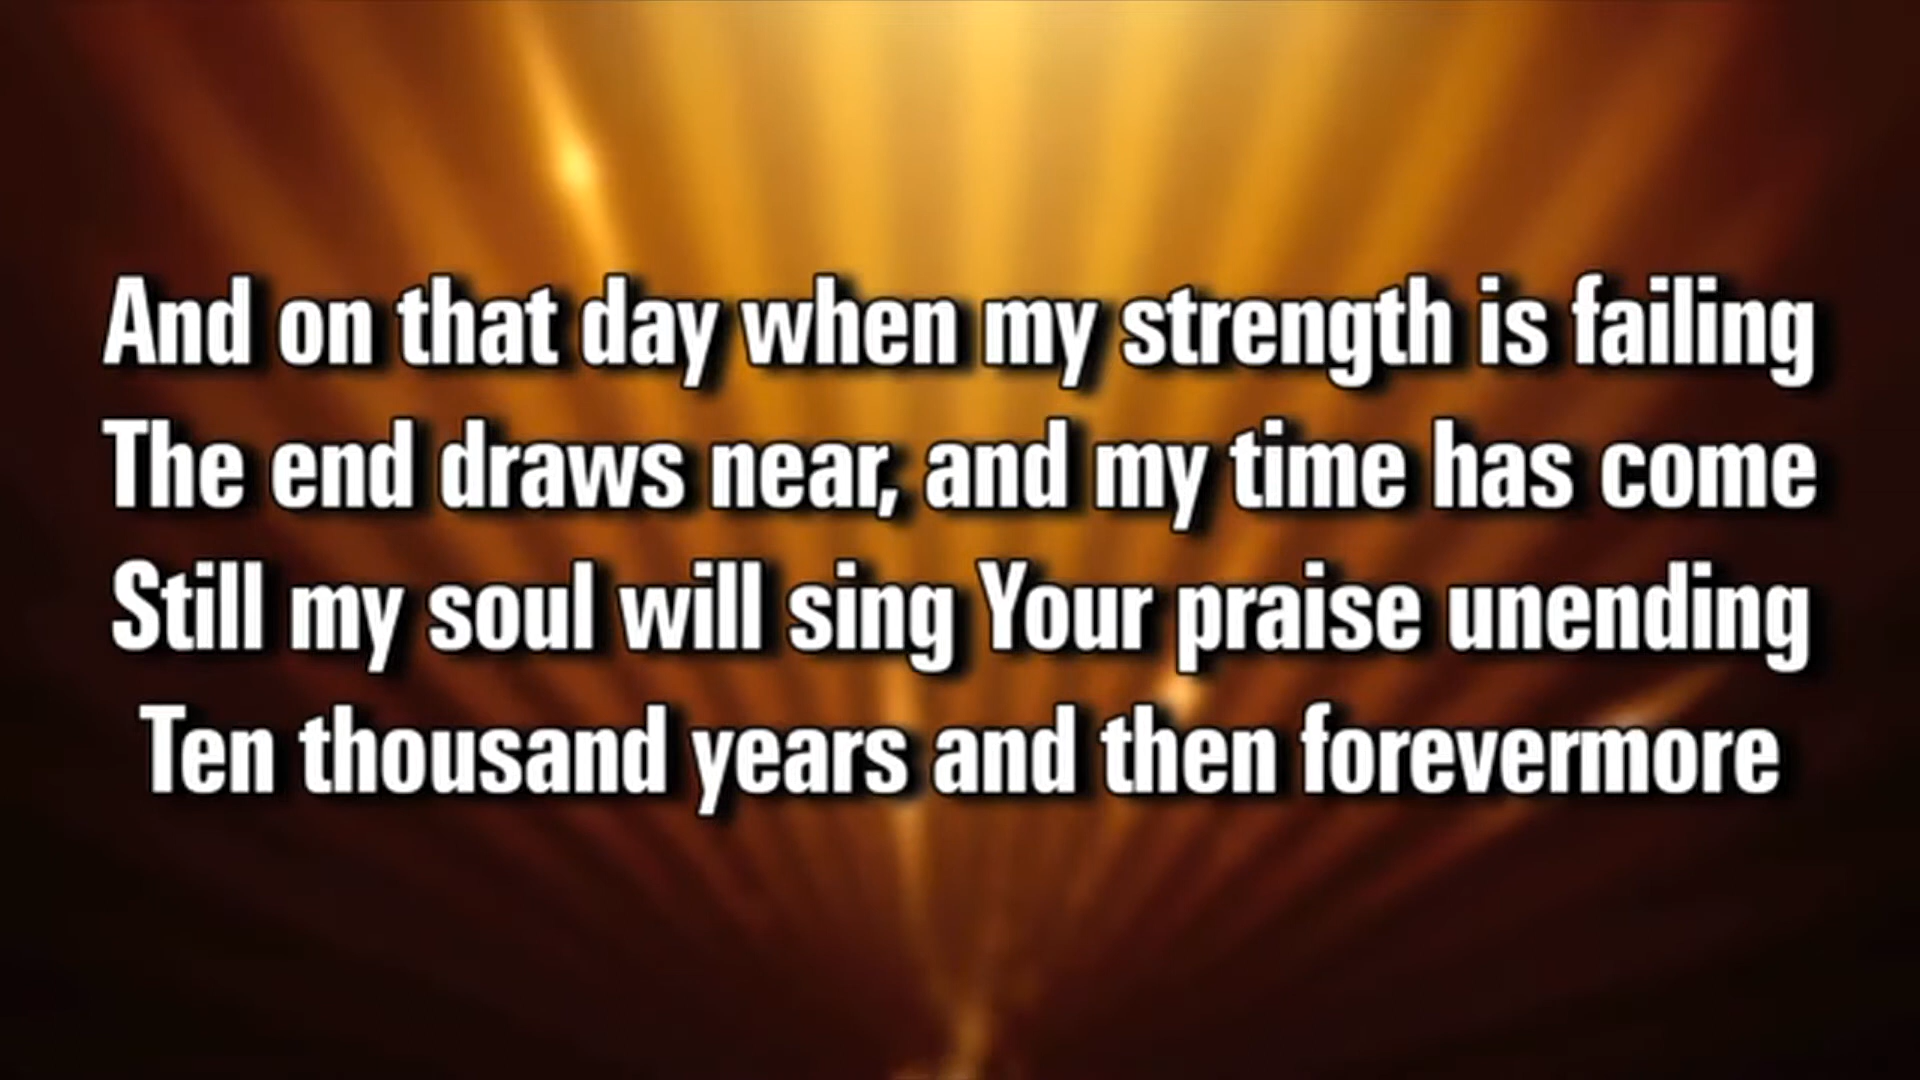 And on that day when my strength is failing
The end draws near, and my time has come
Still my soul will sing Your praise unending
Ten thousand years and then forevermore